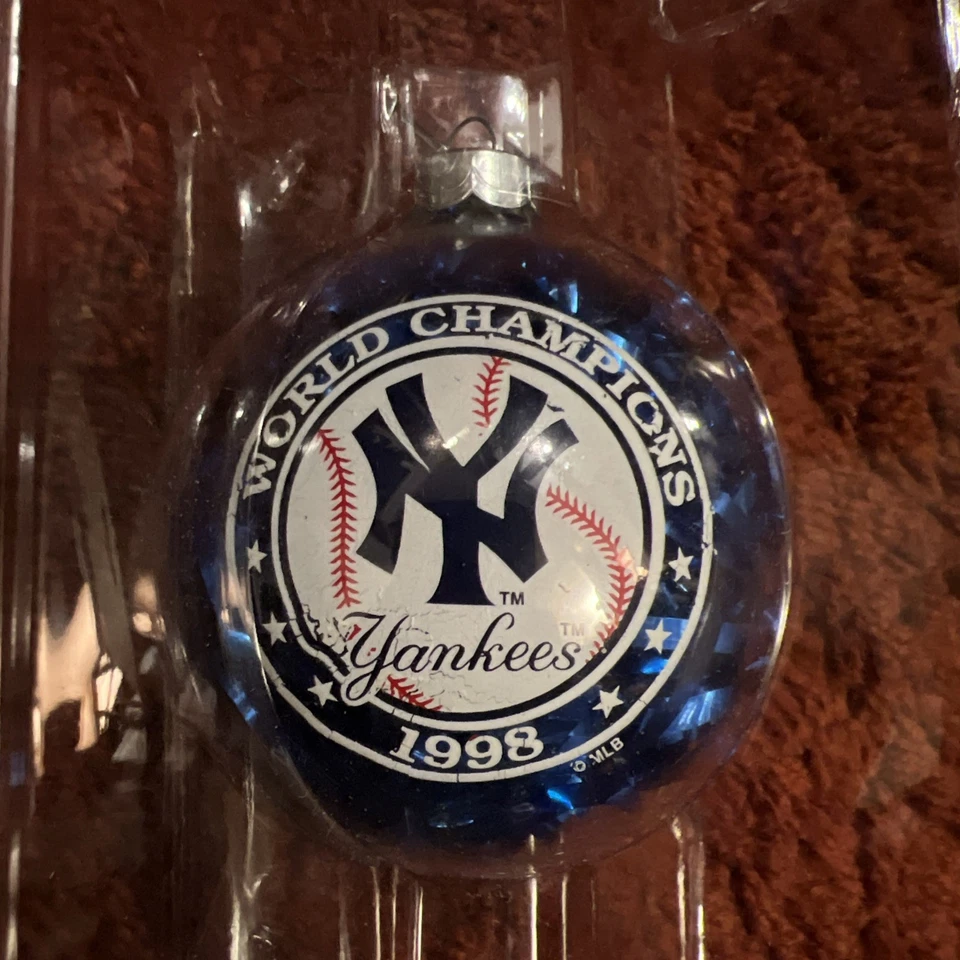 WORLD CHAMPIONS
NY TM
Yankees TM
1998
© MLB